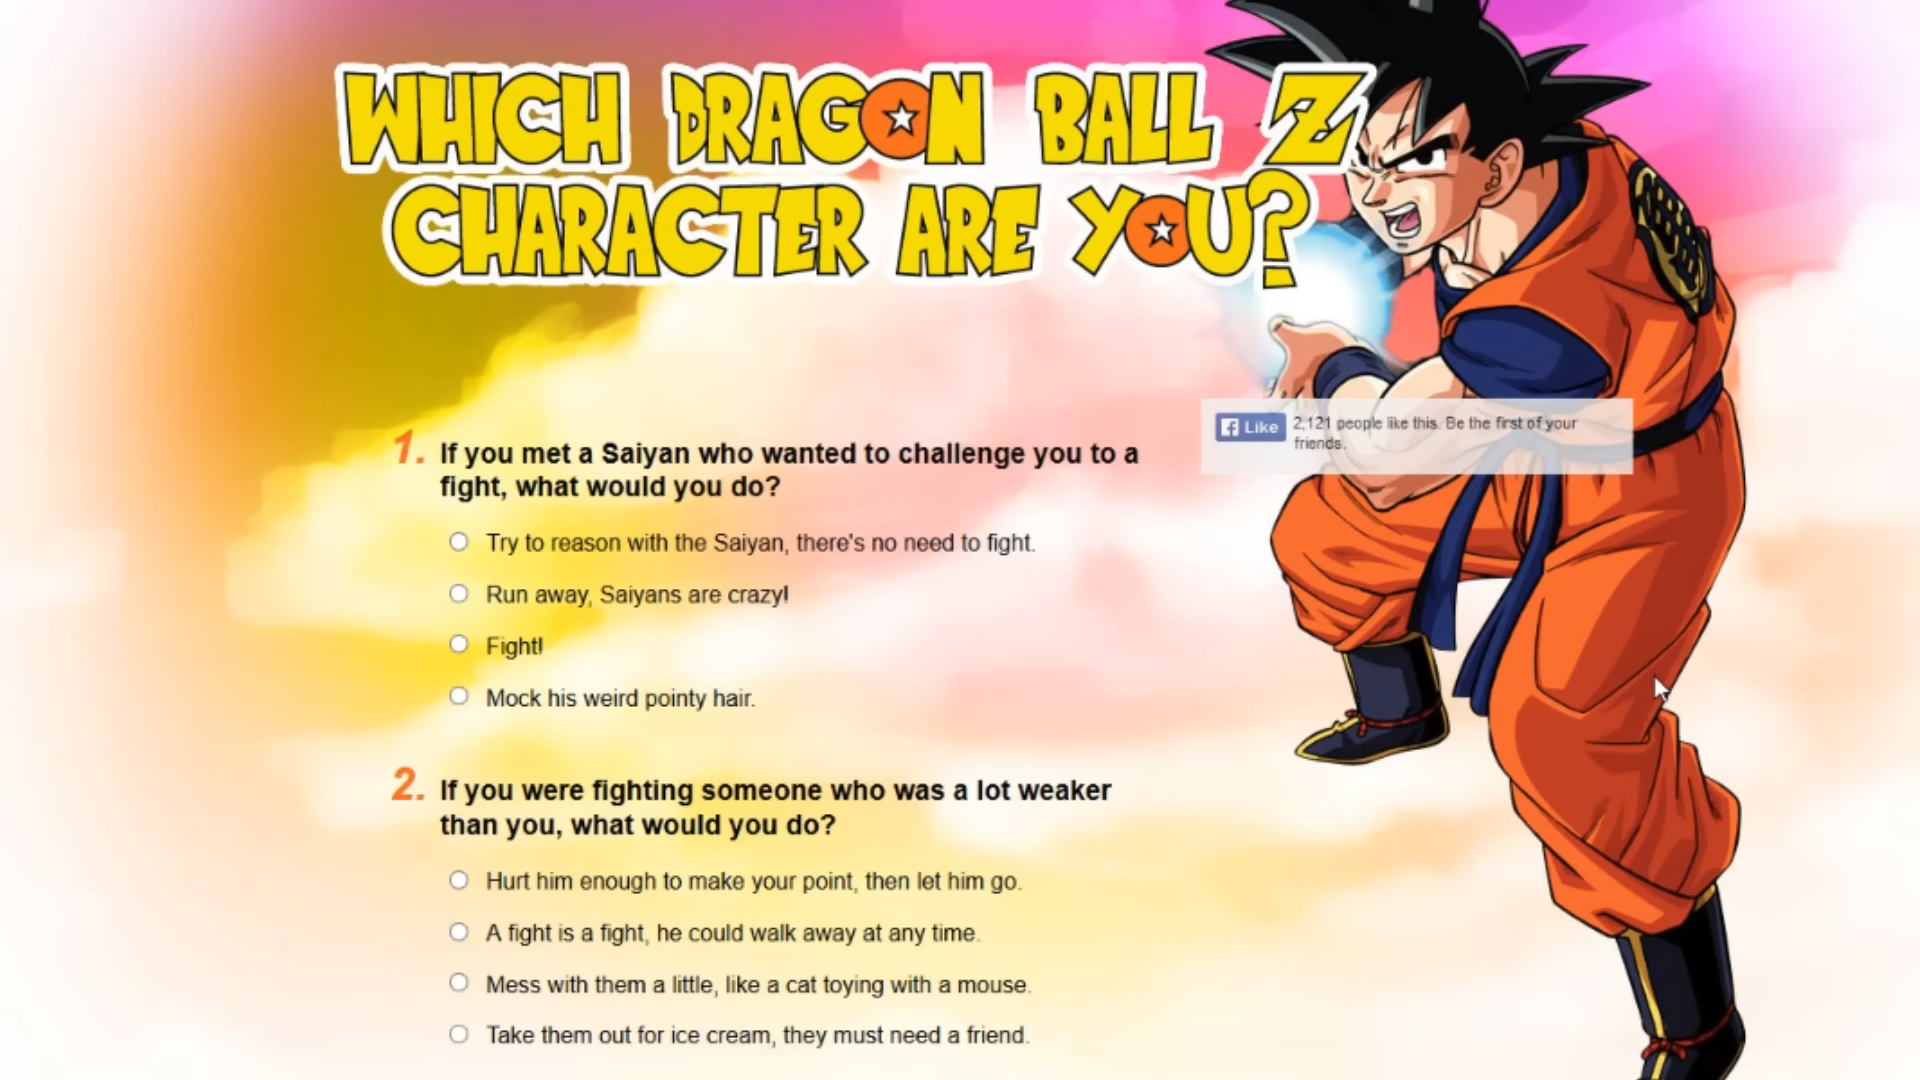 WHICH DRAGON BALL Z
CHARACTER ARE YOU?
Like
2,121 people like this. Be the first of your
friends.
1. If you met a Saiyan who wanted to challenge you to a
fight, what would you do?
Try to reason with the Saiyan, there's no need to fight.
Run away, Saiyans are crazy!
Fight!
Mock his weird pointy hair.
2. If you were fighting someone who was a lot weaker
than you, what would you do?
Hurt him enough to make your point, then let him go.
A fight is a fight, he could walk away at any time.
Mess with them a little, like a cat toying with a mouse.
Take them out for ice cream, they must need a friend.